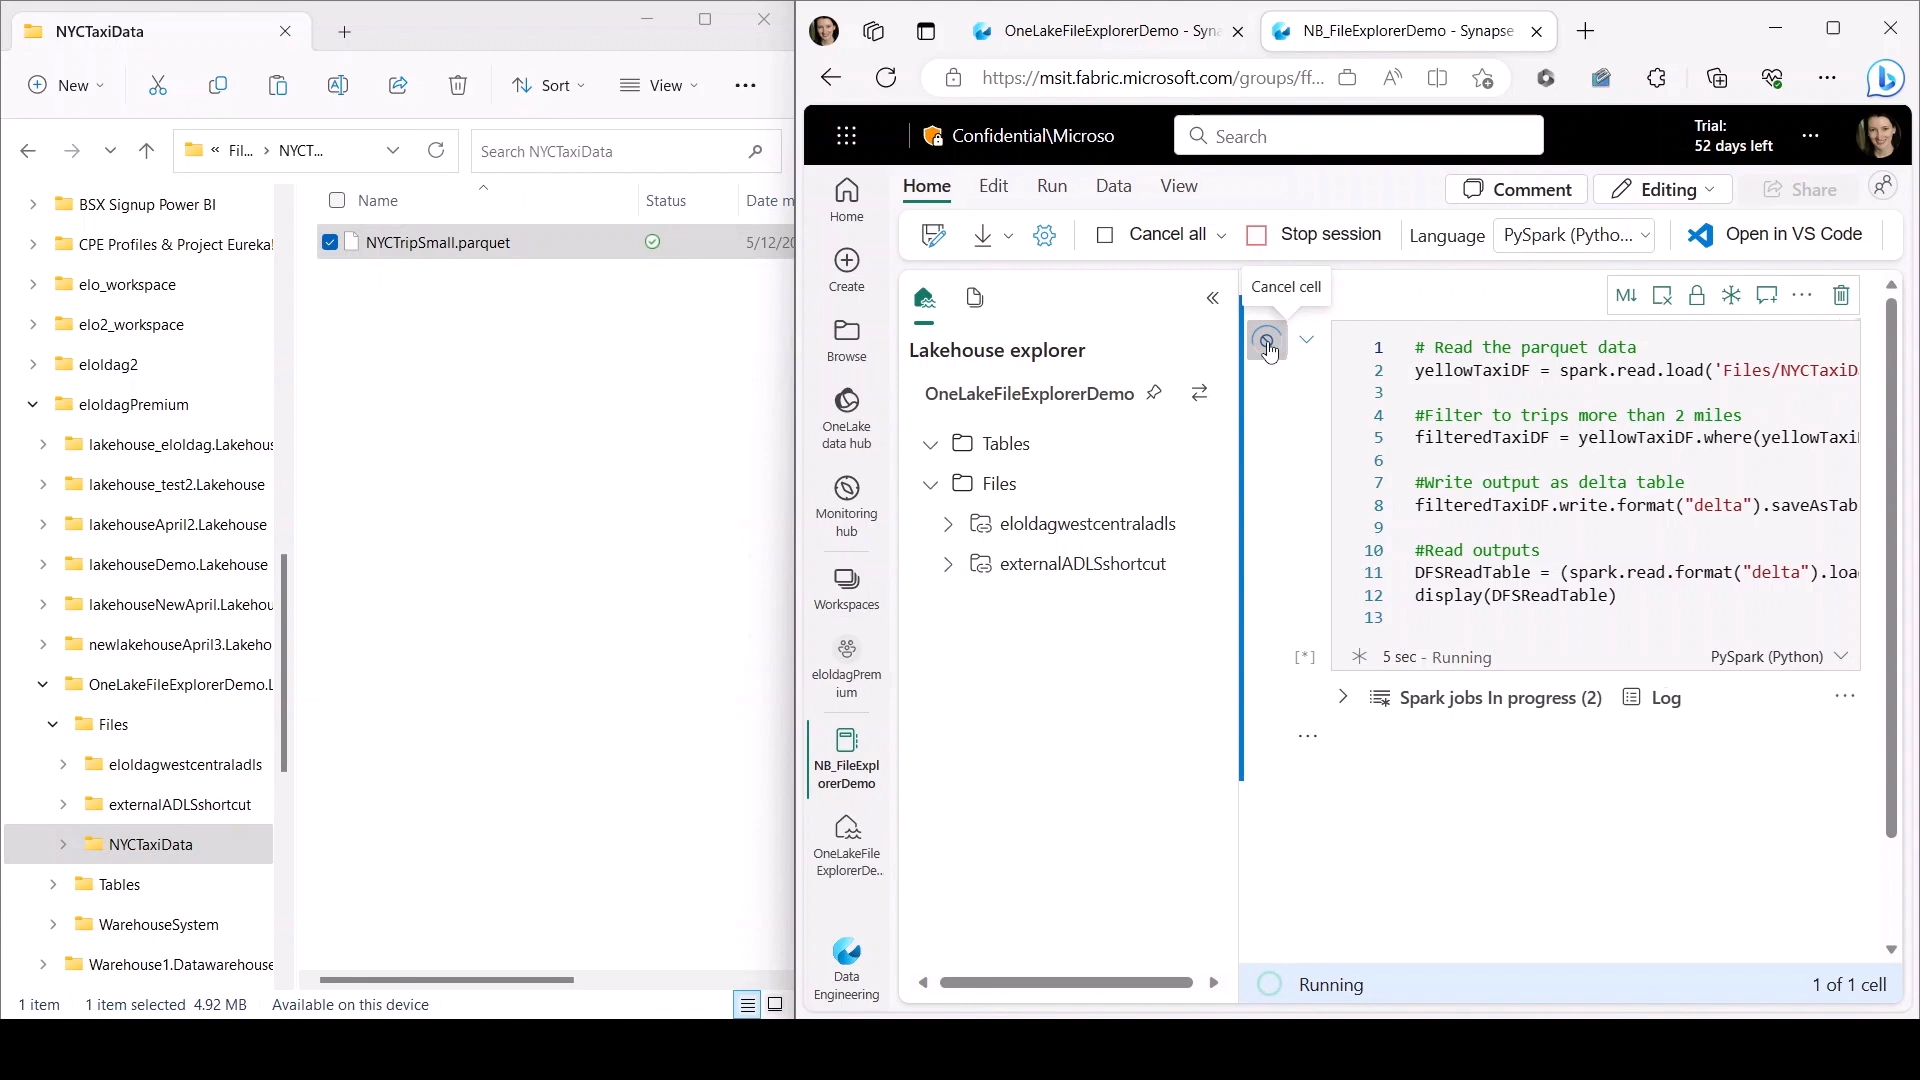 NYCTaxiData
New
Sort
View
Fil...
NYCT...
Search NYCTaxiData
BSX Signup Power BI
CPE Profiles & Project Eureka!
elo_workspace
elo2_workspace
eloldag2
eloldagPremium
lakehouse_eloldag.Lakehous
lakehouse_test2.Lakehouse
lakehouseApril2.Lakehouse
lakehouseDemo.Lakehouse
lakehouseNewApril.Lakehou
newlakehouseApril3.Lakeho
OneLakeFileExplorerDemo.L
Files
eloldagwestcentraladls
externalADLSshortcut
NYCTaxiData
Tables
WarehouseSystem
Warehouse1.Datawarehouse
Name
Status
Date m
NYCTripSmall.parquet
5/12/20
1 item
1 item selected 4.92 MB
Available on this device
OneLakeFileExplorerDemo - Syna
NB_FileExplorerDemo - Synapse
https://msit.fabric.microsoft.com/groups/ff...
Confidential\Microso
Search
Trial:
52 days left
Home
Create
Browse
OneLake
data hub
Monitoring
hub
Workspaces
eloldagPrem
ium
NB_FileExpl
orerDemo
OneLakeFile
ExplorerDe...
Data
Engineering
Home
Edit
Run
Data
View
Comment
Editing
Share
Cancel all
Stop session
Language
PySpark (Pytho...
Open in VS Code
Lakehouse explorer
OneLakeFileExplorerDemo
Tables
Files
eloldagwestcentraladls
externalADLSshortcut
Cancel cell
M↓
1 # Read the parquet data
2 yellowTaxiDF = spark.read.load('Files/NYCTaxiD
3
4 #Filter to trips more than 2 miles
5 filteredTaxiDF = yellowTaxiDF.where(yellowTaxi
6
7 #Write output as delta table
8 filteredTaxiDF.write.format("delta").saveAsTab
9
10 #Read outputs
11 DFSReadTable = (spark.read.format("delta").loa
12 display(DFSReadTable)
13
[*]
5 sec - Running
PySpark (Python)
Spark jobs In progress (2)
Log
Running
1 of 1 cell